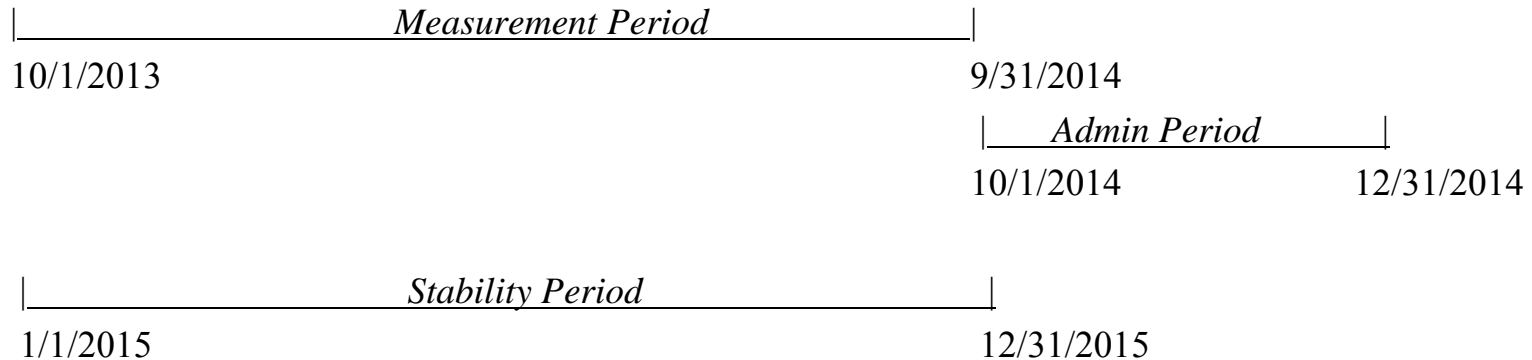 Measurement Period
10/1/2013 9/31/2014
Admin Period
10/1/2014 12/31/2014
Stability Period
1/1/2015 12/31/2015